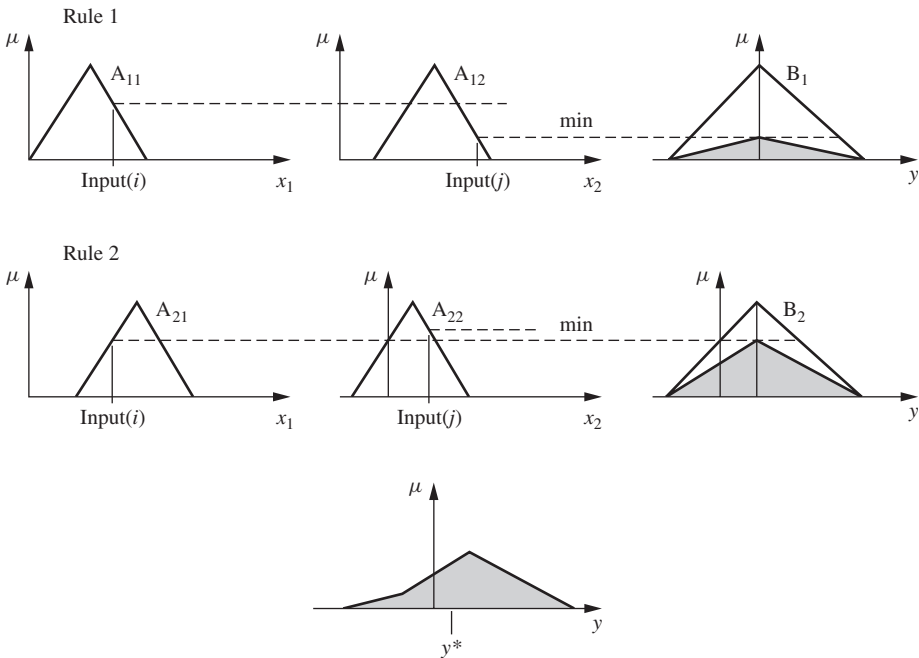 Rule 1
μ μ μ
A₁₁ A₁₂ B₁
min
Input(i) x₁ Input(j) x₂ y
Rule 2
μ μ μ
A₂₁ A₂₂ B₂
min
Input(i) x₁ Input(j) x₂ y
μ
y
y*